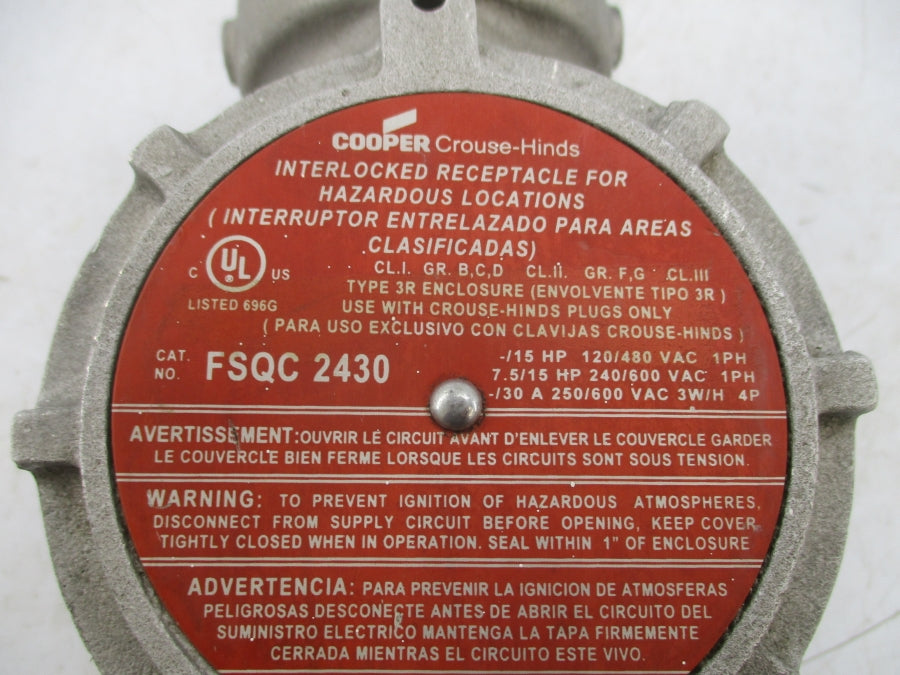 COOPER Crouse-Hinds
INTERLOCKED RECEPTACLE FOR
HAZARDOUS LOCATIONS
( INTERRUPTOR ENTRELAZADO PARA AREAS
CLASIFICADAS)
CL.I. GR. B,C,D CL.II. GR. F,G CL.III
C UL ® US
LISTED 696G
TYPE 3R ENCLOSURE (ENVOLVENTE TIPO 3R )
USE WITH CROUSE-HINDS PLUGS ONLY
( PARA USO EXCLUSIVO CON CLAVIJAS CROUSE-HINDS )
CAT. NO. FSQC 2430
-/15 HP 120/480 VAC 1PH
7.5/15 HP 240/600 VAC 1PH
-/30 A 250/600 VAC 3W/H 4P
AVERTISSEMENT:OUVRIR LE CIRCUIT AVANT D'ENLEVER LE COUVERCLE GARDER
LE COUVERCLE BIEN FERME LORSQUE LES CIRCUITS SONT SOUS TENSION.
WARNING: TO PREVENT IGNITION OF HAZARDOUS ATMOSPHERES,
DISCONNECT FROM SUPPLY CIRCUIT BEFORE OPENING, KEEP COVER
TIGHTLY CLOSED WHEN IN OPERATION. SEAL WITHIN 1" OF ENCLOSURE
ADVERTENCIA: PARA PREVENIR LA IGNICION DE ATMOSFERAS
PELIGROSAS DESCONECTE ANTES DE ABRIR EL CIRCUITO DEL
SUMINISTRO ELECTRICO MANTENGA LA TAPA FIRMEMENTE
CERRADA MIENTRAS EL CIRCUITO ESTE VIVO.